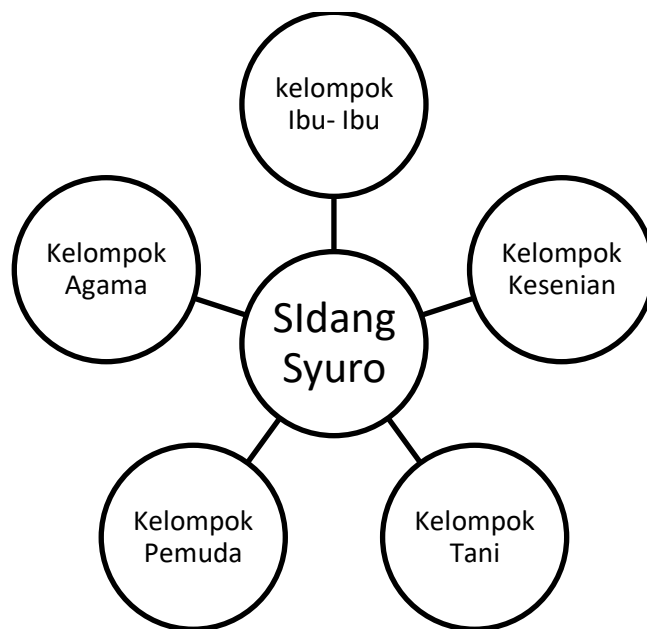 kelompok
Ibu- Ibu
Kelompok
Agama
Kelompok
Kesenian
SIdang
Syuro
Kelompok
Pemuda
Kelompok
Tani